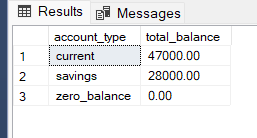 Results Messages
account_type total_balance
1 current 47000.00
2 savings 28000.00
3 zero_balance 0.00